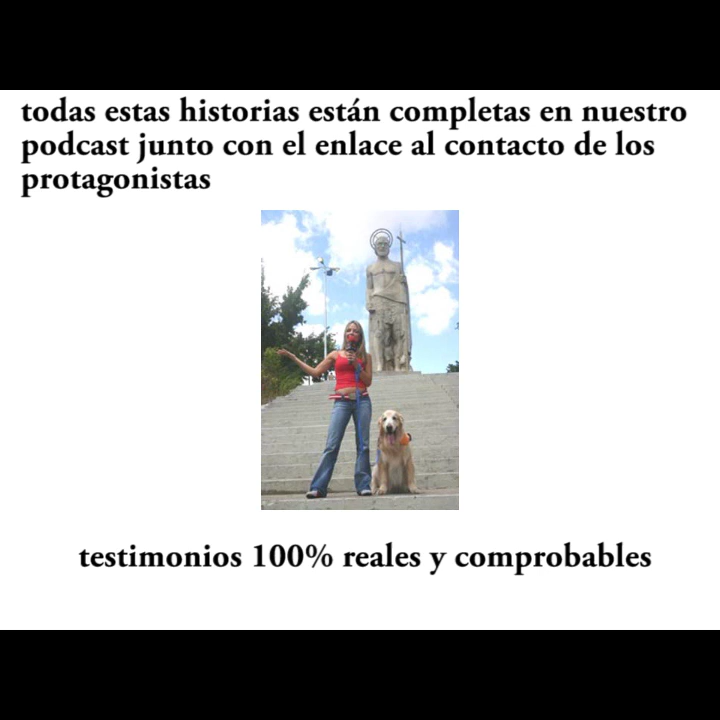 todas estas historias están completas en nuestro
podcast junto con el enlace al contacto de los
protagonistas
testimonios 100% reales y comprobables